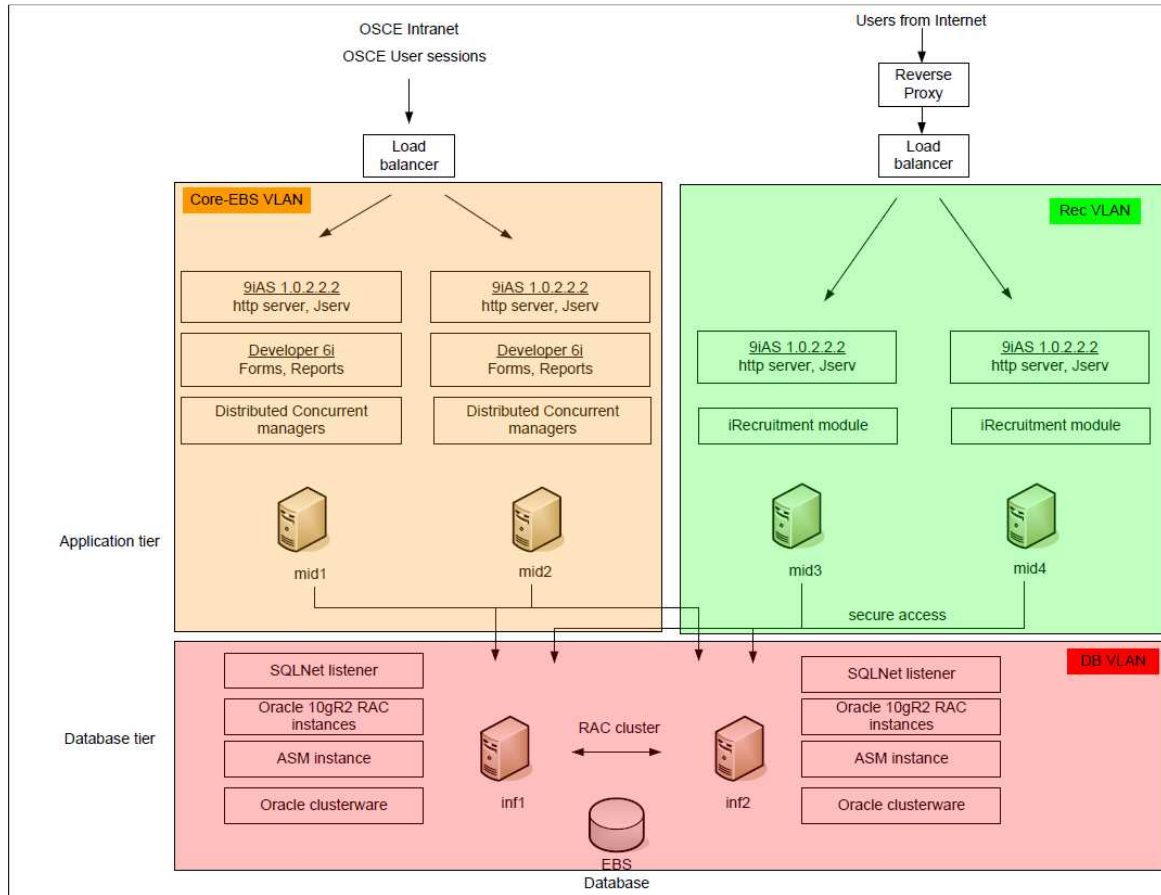 OSCE Intranet
OSCE User sessions
Users from Internet
Reverse
Proxy
Load
balancer
Load
balancer
Core-EBS VLAN
Rec VLAN
9iAS 1.0.2.2.2
http server, Jserv
9iAS 1.0.2.2.2
http server, Jserv
Developer 6i
Forms, Reports
Developer 6i
Forms, Reports
Distributed Concurrent
managers
Distributed Concurrent
managers
9iAS 1.0.2.2.2
http server, Jserv
9iAS 1.0.2.2.2
http server, Jserv
iRecruitment module
iRecruitment module
Application tier
mid1
mid2
mid3
mid4
secure access
DB VLAN
SQLNet listener
Oracle 10gR2 RAC
instances
ASM instance
Oracle clusterware
Database tier
RAC cluster
inf1
inf2
SQLNet listener
Oracle 10gR2 RAC
instances
ASM instance
Oracle clusterware
EBS
Database